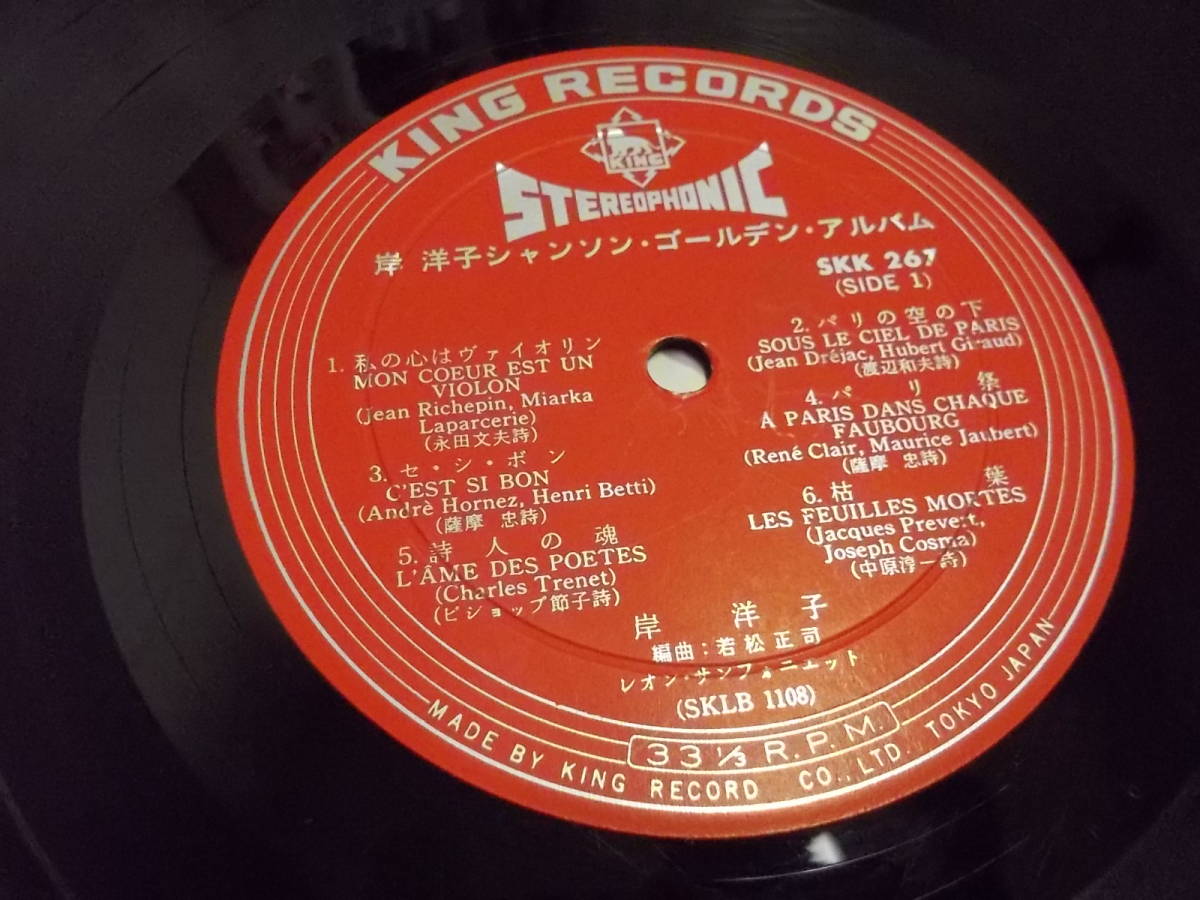 KING RECORDS
KING
STEREOPHONIC
岸 洋子シャンソン・ゴールデン・アルバム
SKK 267
(SIDE 1)
1. 私の心はヴァイオリン
MON COEUR EST UN
VIOLON
(Jean Richepin, Miarka
Laparcerie)
(永田文夫詩)
2. パリの空の下
SOUS LE CIEL DE PARIS
(Jean Dréjac, Hubert Giraud)
(渡辺和夫詩)
3. セ・シ・ボン
C'EST SI BON
(Andrè Hornez, Henri Betti)
(薩摩 忠詩)
4. パリ祭
A PARIS DANS CHAQUE
FAUBOURG
(René Clair, Maurice Jaubert)
(薩摩 忠詩)
5. 詩人の魂
L'ÂME DES POETES
(Charles Trenet)
(ビショップ節子詩)
6. 枯葉
LES FEUILLES MORTES
(Jacques Prevert,
Joseph Cosma)
(中原淳一詩)
岸 洋 子
編曲：若松正司
レオン・サンフォニエット
(SKLB 1108)
33⅓ R.P.M.
MADE BY KING RECORD CO., LTD. TOKYO JAPAN